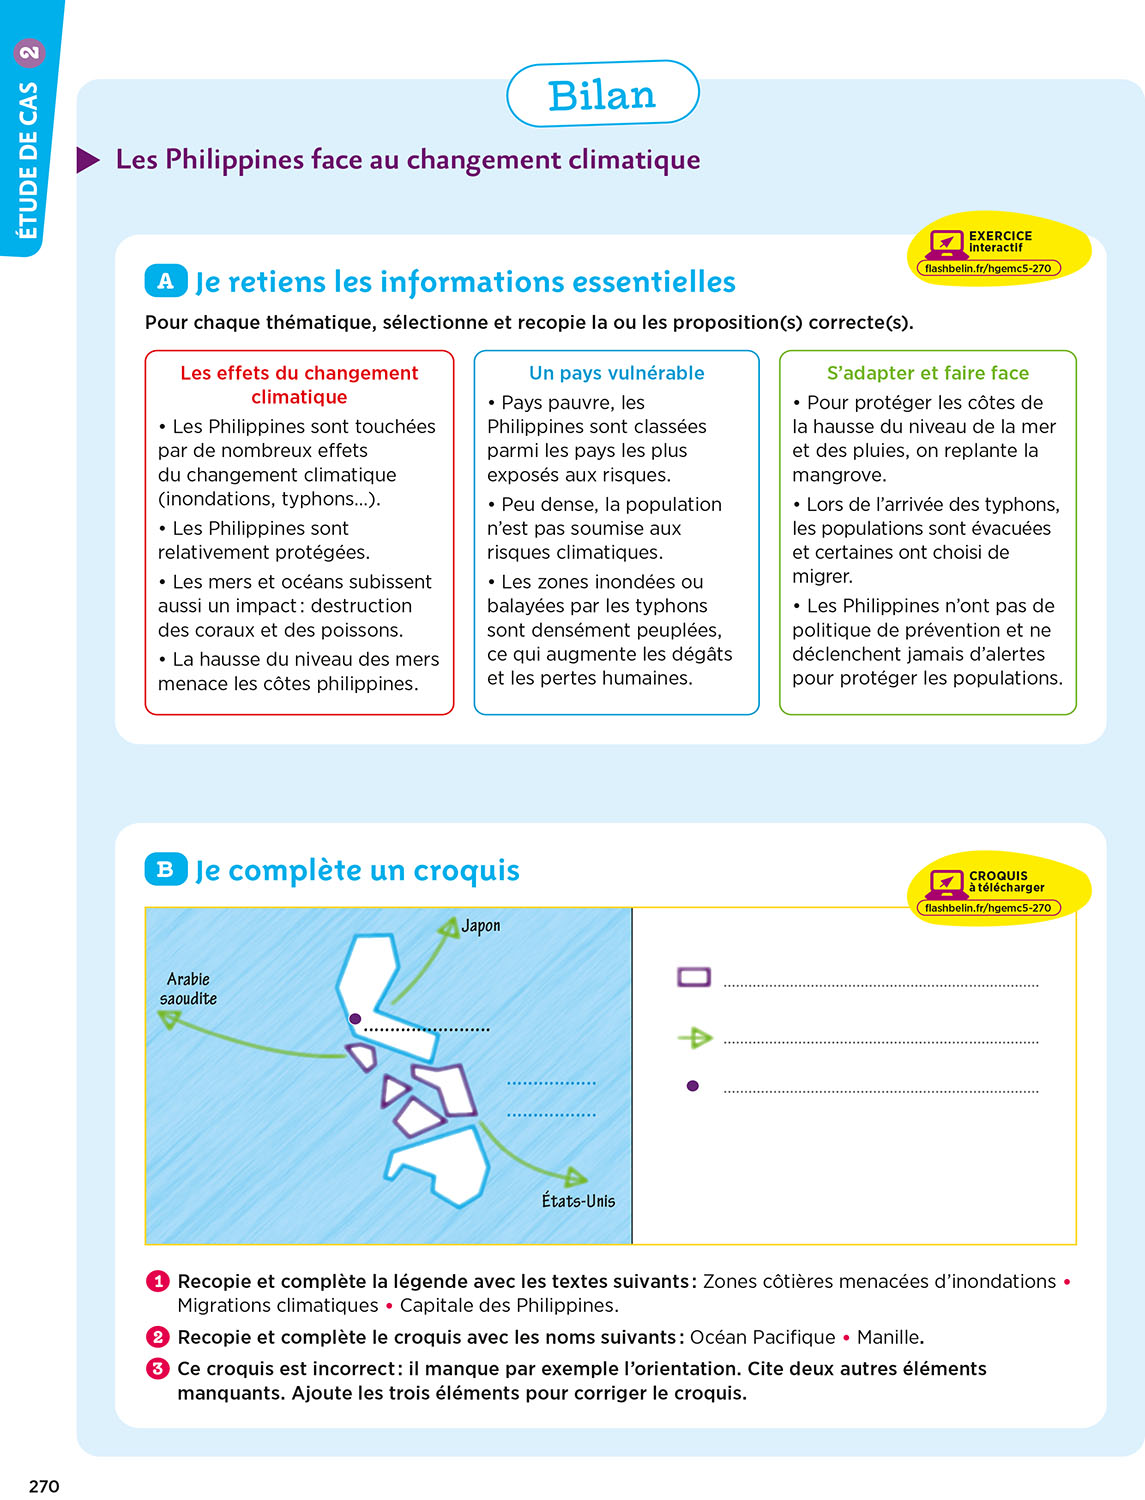 ÉTUDE DE CAS 2
Bilan
Les Philippines face au changement climatique
EXERCICE
interactif
flashbelin.fr/hgemc5-270
A Je retiens les informations essentielles
Pour chaque thématique, sélectionne et recopie la ou les proposition(s) correcte(s).
Les effets du changement
climatique
• Les Philippines sont touchées
par de nombreux effets
du changement climatique
(inondations, typhons...).
• Les Philippines sont
relativement protégées.
• Les mers et océans subissent
aussi un impact : destruction
des coraux et des poissons.
• La hausse du niveau des mers
menace les côtes philippines.
Un pays vulnérable
• Pays pauvre, les
Philippines sont classées
parmi les pays les plus
exposés aux risques.
• Peu dense, la population
n'est pas soumise aux
risques climatiques.
• Les zones inondées ou
balayées par les typhons
sont densément peuplées,
ce qui augmente les dégâts
et les pertes humaines.
S'adapter et faire face
• Pour protéger les côtes de
la hausse du niveau de la mer
et des pluies, on replante la
mangrove.
• Lors de l'arrivée des typhons,
les populations sont évacuées
et certaines ont choisi de
migrer.
• Les Philippines n'ont pas de
politique de prévention et ne
déclenchent jamais d'alertes
pour protéger les populations.
B Je complète un croquis
CROQUIS
à télécharger
flashbelin.fr/hgemc5-270
Japon
Arabie
saoudite
États-Unis
1 Recopie et complète la légende avec les textes suivants : Zones côtières menacées d'inondations •
Migrations climatiques • Capitale des Philippines.
2 Recopie et complète le croquis avec les noms suivants : Océan Pacifique • Manille.
3 Ce croquis est incorrect : il manque par exemple l'orientation. Cite deux autres éléments
manquants. Ajoute les trois éléments pour corriger le croquis.
270